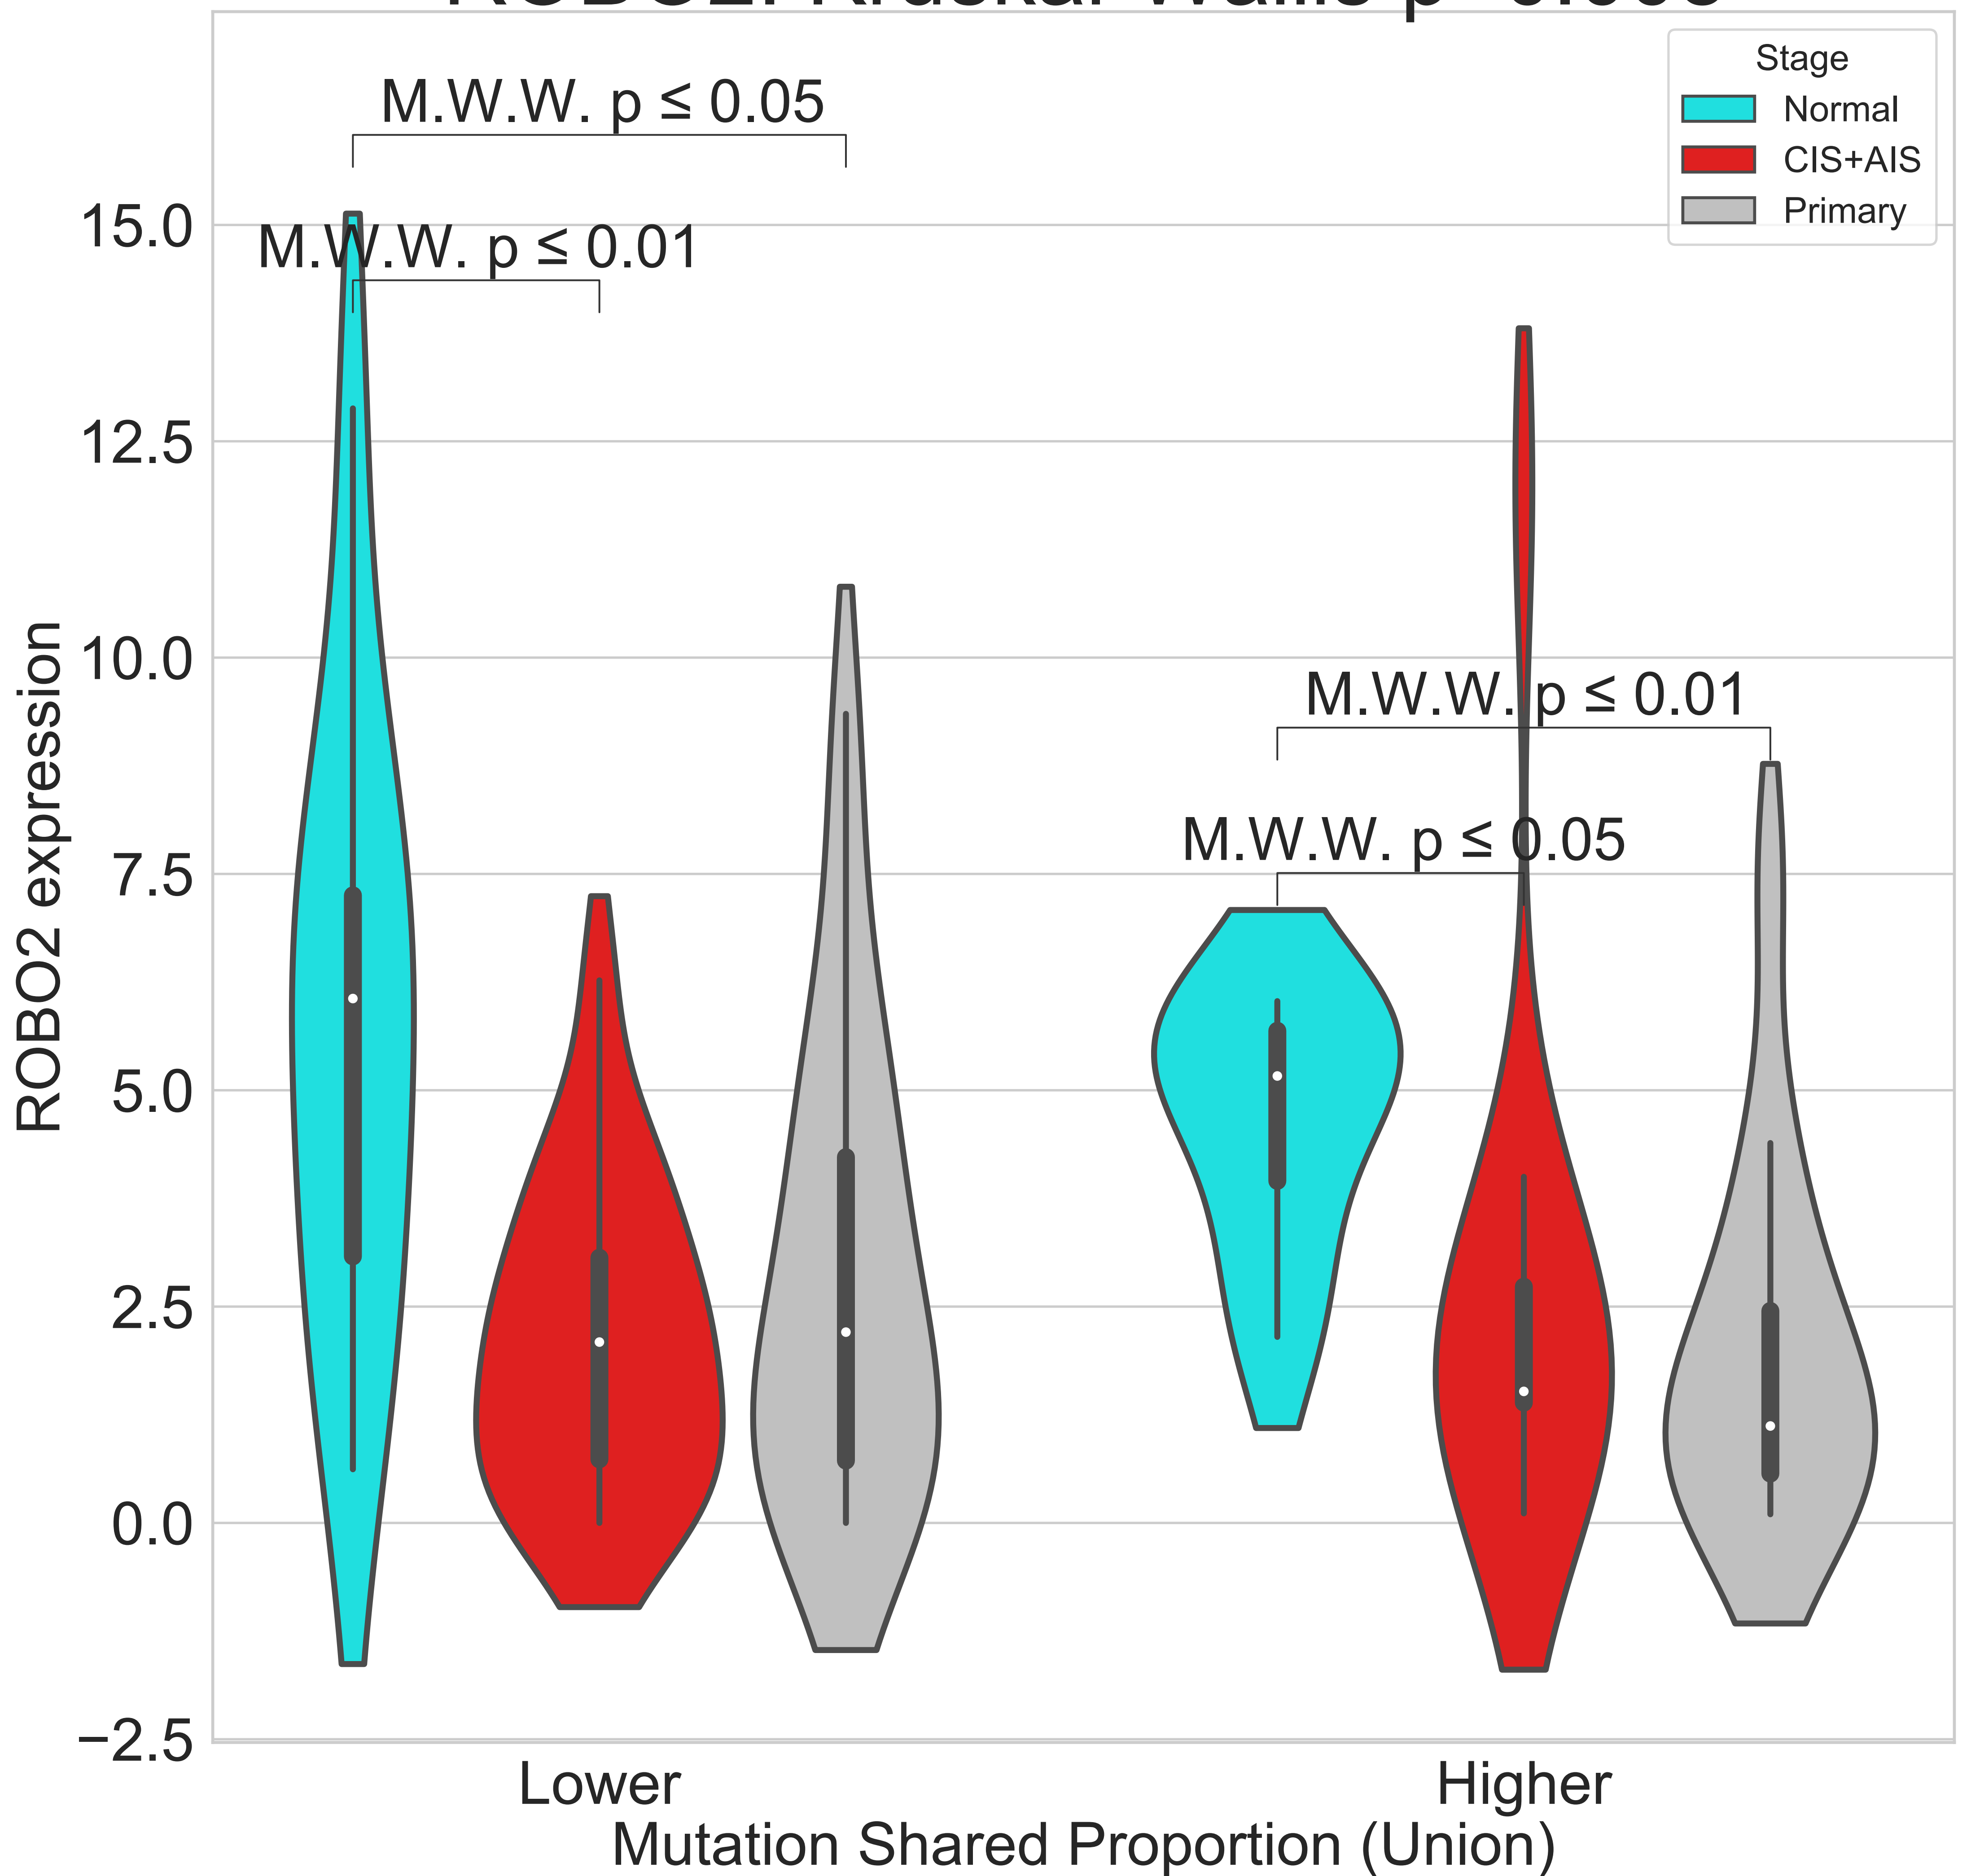 Stage
Normal
CIS+AIS
Primary
M.W.W. p ≤ 0.05
M.W.W. p ≤ 0.01
M.W.W. p ≤ 0.01
M.W.W. p ≤ 0.05
ROBO2 expression
15.0
12.5
10.0
7.5
5.0
2.5
0.0
−2.5
Lower
Higher
Mutation Shared Proportion (Union)